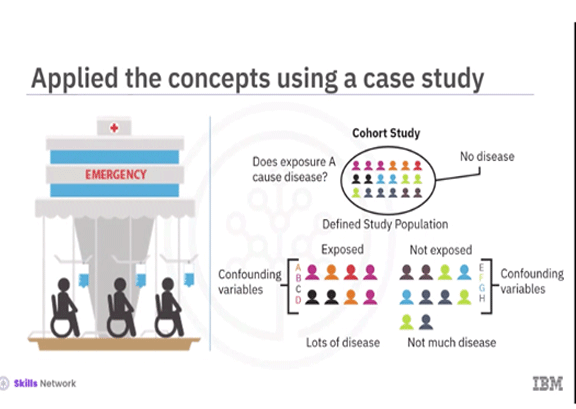 Applied the concepts using a case study
EMERGENCY
Cohort Study
Does exposure A
cause disease?
No disease
Defined Study Population
Exposed
Not exposed
Confounding
variables
A
B
C
D
E
F
G
H
Confounding
variables
Lots of disease
Not much disease
Skills Network
IBM